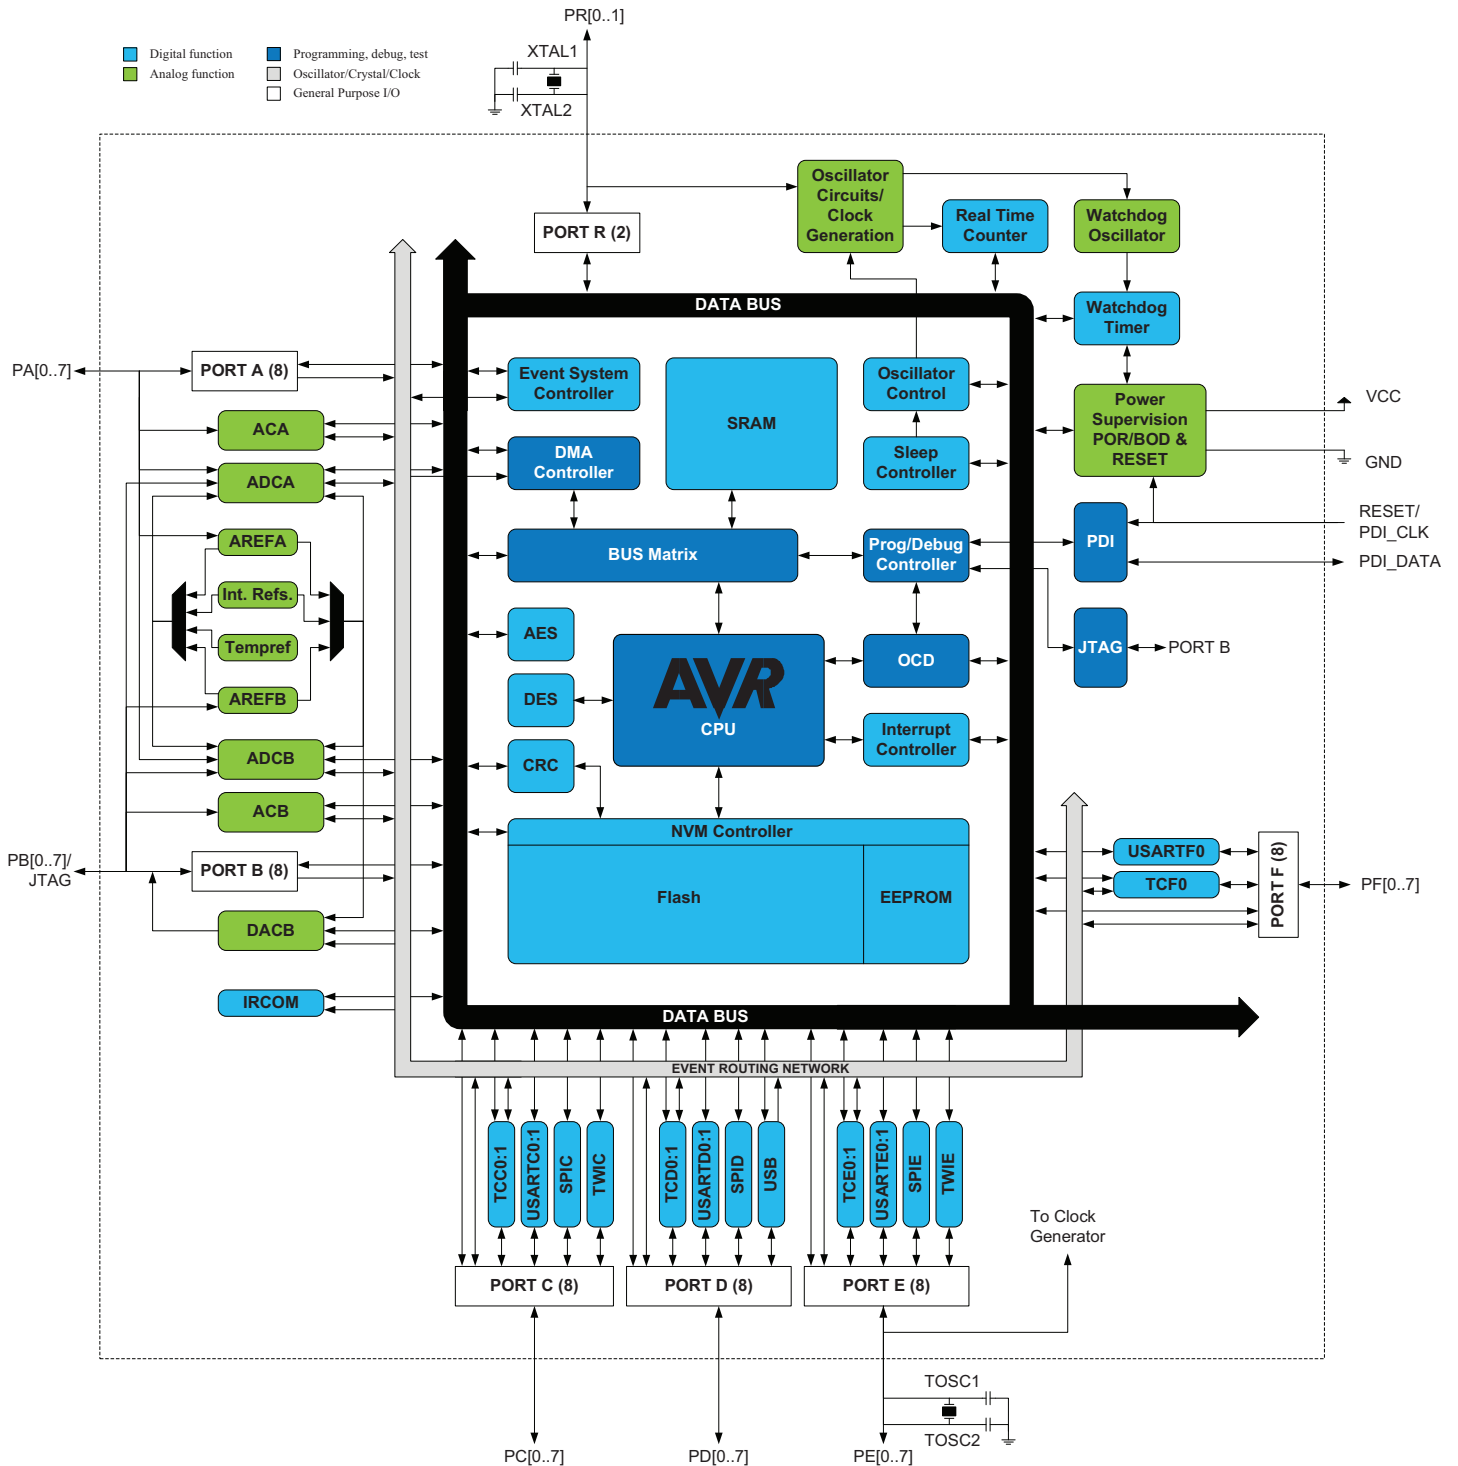 PR[0..1]
Digital function
Analog function
Programming, debug, test
Oscillator/Crystal/Clock
General Purpose I/O
XTAL1
XTAL2
Oscillator
Circuits/
Clock
Generation
Real Time
Counter
Watchdog
Oscillator
PORT R (2)
DATA BUS
Watchdog
Timer
PA[0..7]
PORT A (8)
Event System
Controller
SRAM
Oscillator
Control
Power
Supervision
POR/BOD &
RESET
VCC
GND
ACA
DMA
Controller
Sleep
Controller
ADCA
RESET/
PDI_CLK
PDI_DATA
AREFA
BUS Matrix
Prog/Debug
Controller
PDI
Int. Refs.
Tempref
AREFB
AES
AVR
CPU
OCD
JTAG
PORT B
DES
Interrupt
Controller
ADCB
CRC
ACB
NVM Controller
Flash
EEPROM
PB[0..7]/
JTAG
PORT B (8)
USARTF0
TCF0
PORT F (8)
PF[0..7]
DACB
IRCOM
DATA BUS
EVENT ROUTING NETWORK
TCC0:1
USARTC0:1
SPIC
TWIC
TCD0:1
USARTD0:1
SPID
USB
TCE0:1
USARTE0:1
SPIE
TWIE
To Clock
Generator
PORT C (8)
PORT D (8)
PORT E (8)
TOSC1
TOSC2
PC[0..7]
PD[0..7]
PE[0..7]